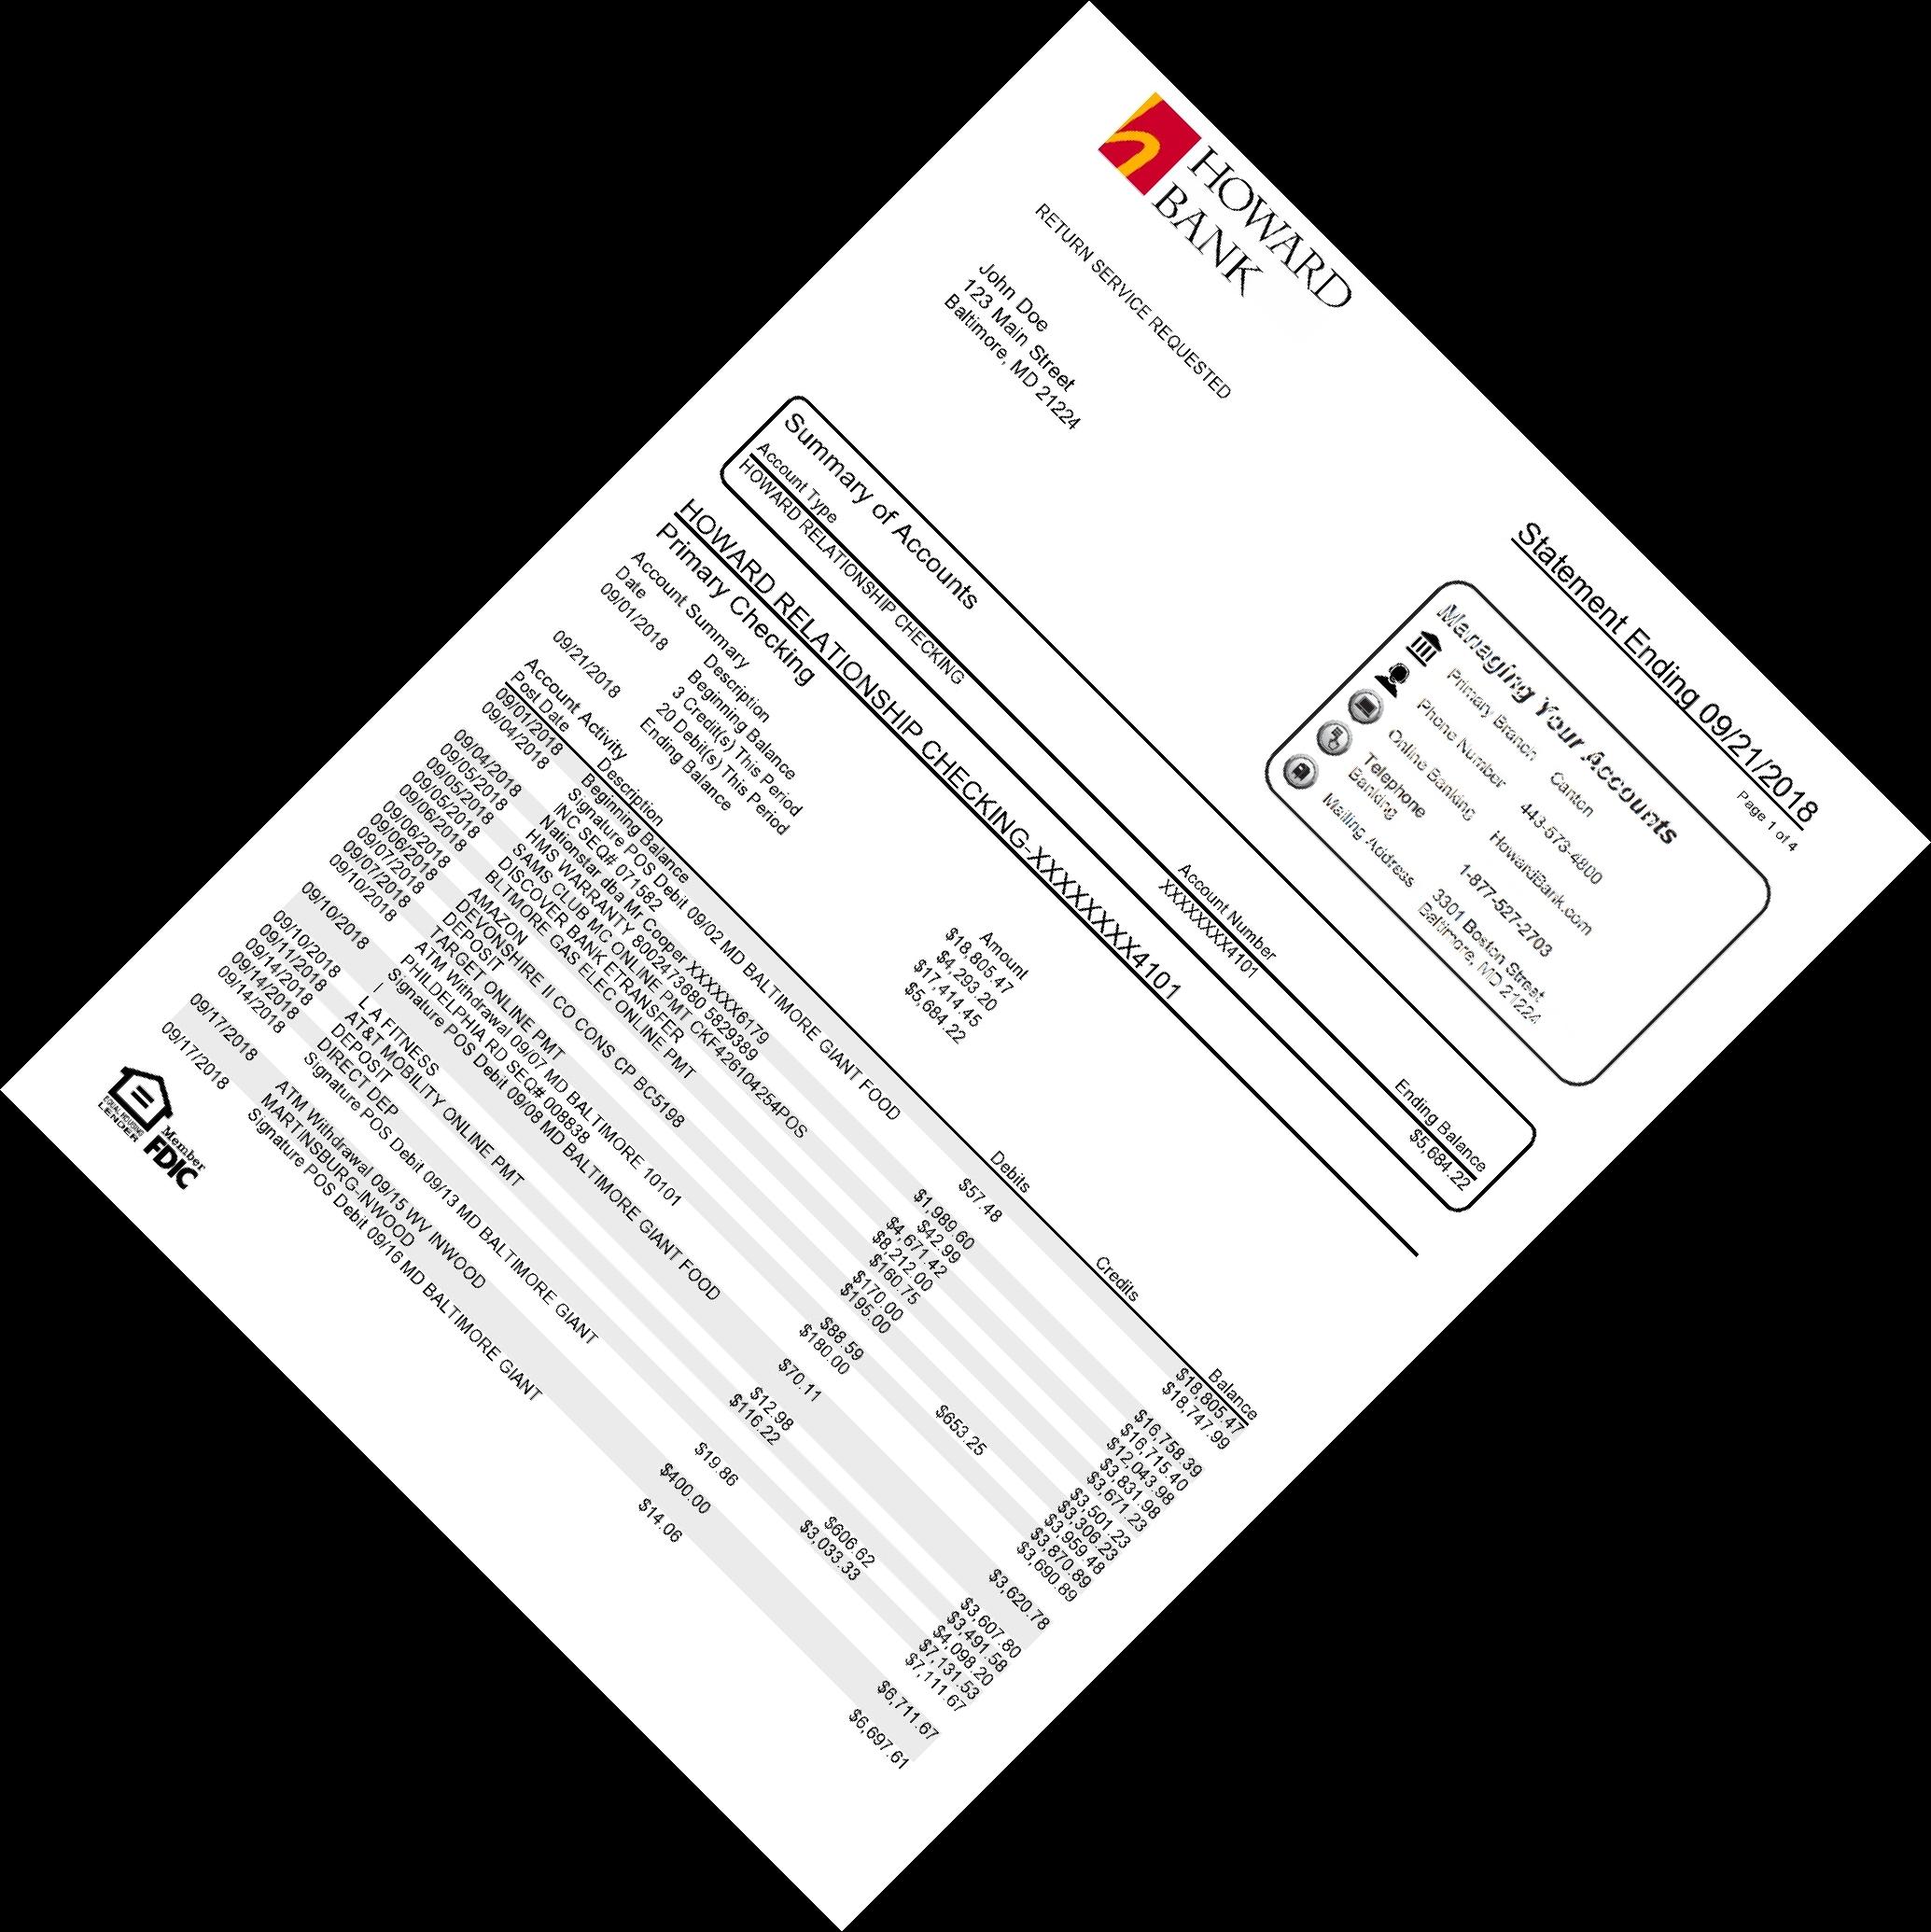 HOWARD
BANK
RETURN SERVICE REQUESTED
John Doe
123 Main Street
Baltimore, MD 21224
Statement Ending 09/21/2018
Page 1 of 4
Managing Your Accounts
Primary Branch Canton
Phone Number 443-573-4800
Online Banking HowardBank.com
Telephone Banking 1-877-527-2703
Mailing Address 3301 Boston Street
Baltimore, MD 21224
Summary of Accounts
Account Type Account Number Ending Balance
HOWARD RELATIONSHIP CHECKING XXXXXXXX4101 $5,684.22
HOWARD RELATIONSHIP CHECKING-XXXXXXXX4101
Primary Checking
Account Summary
Date Description Amount
09/01/2018 Beginning Balance $18,805.47
3 Credit(s) This Period $4,293.20
20 Debit(s) This Period $17,414.45
09/21/2018 Ending Balance $5,684.22
Account Activity
Post Date Description Debits Credits Balance
09/01/2018 Beginning Balance $18,805.47
09/04/2018 Signature POS Debit 09/02 MD BALTIMORE GIANT FOOD $57.48 $18,747.99
INC SEQ# 071582
09/04/2018 Nationstar dba Mr Cooper XXXXXX6179 $1,989.60 $16,758.39
09/05/2018 HMS WARRANTY 8002473680 5829389 $42.99 $16,715.40
09/05/2018 SAMS CLUB MC ONLINE PMT CKF426104254POS $4,671.42 $12,043.98
09/05/2018 DISCOVER BANK ETRANSFER $8,212.00 $3,831.98
09/06/2018 BLTMORE GAS ELEC ONLINE PMT $160.75 $3,671.23
09/06/2018 AMAZON $170.00 $3,501.23
09/06/2018 DEVONSHIRE II CO CONS CP BC5198 $195.00 $3,306.23
09/07/2018 DEPOSIT $653.25 $3,959.48
09/07/2018 TARGET ONLINE PMT $88.59 $3,870.89
09/10/2018 ATM Withdrawal 09/07 MD BALTIMORE 10101 $180.00 $3,690.89
PHILDELPHIA RD SEQ# 008838
09/10/2018 Signature POS Debit 09/08 MD BALTIMORE GIANT FOOD $70.11 $3,620.78
I
09/10/2018 L A FITNESS $12.98 $3,607.80
09/11/2018 AT&T MOBILITY ONLINE PMT $116.22 $3,491.58
09/14/2018 DEPOSIT $606.62 $4,098.20
09/14/2018 DIRECT DEP $3,033.33 $7,131.53
09/14/2018 Signature POS Debit 09/13 MD BALTIMORE GIANT $19.86 $7,111.67
09/17/2018 ATM Withdrawal 09/15 WV INWOOD $400.00 $6,711.67
MARTINSBURG-INWOOD
09/17/2018 Signature POS Debit 09/16 MD BALTIMORE GIANT $14.06 $6,697.61
EQUAL HOUSING
LENDER
Member
FDIC